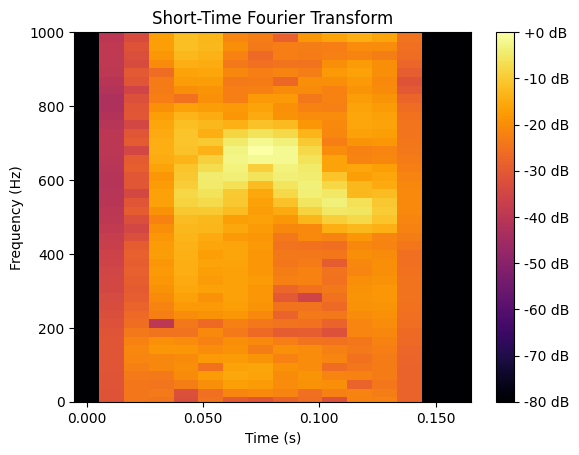 Short-Time Fourier Transform
1000
800
600
400
200
0
Frequency (Hz)
0.000
0.050
0.100
0.150
Time (s)
+0 dB
-10 dB
-20 dB
-30 dB
-40 dB
-50 dB
-60 dB
-70 dB
-80 dB